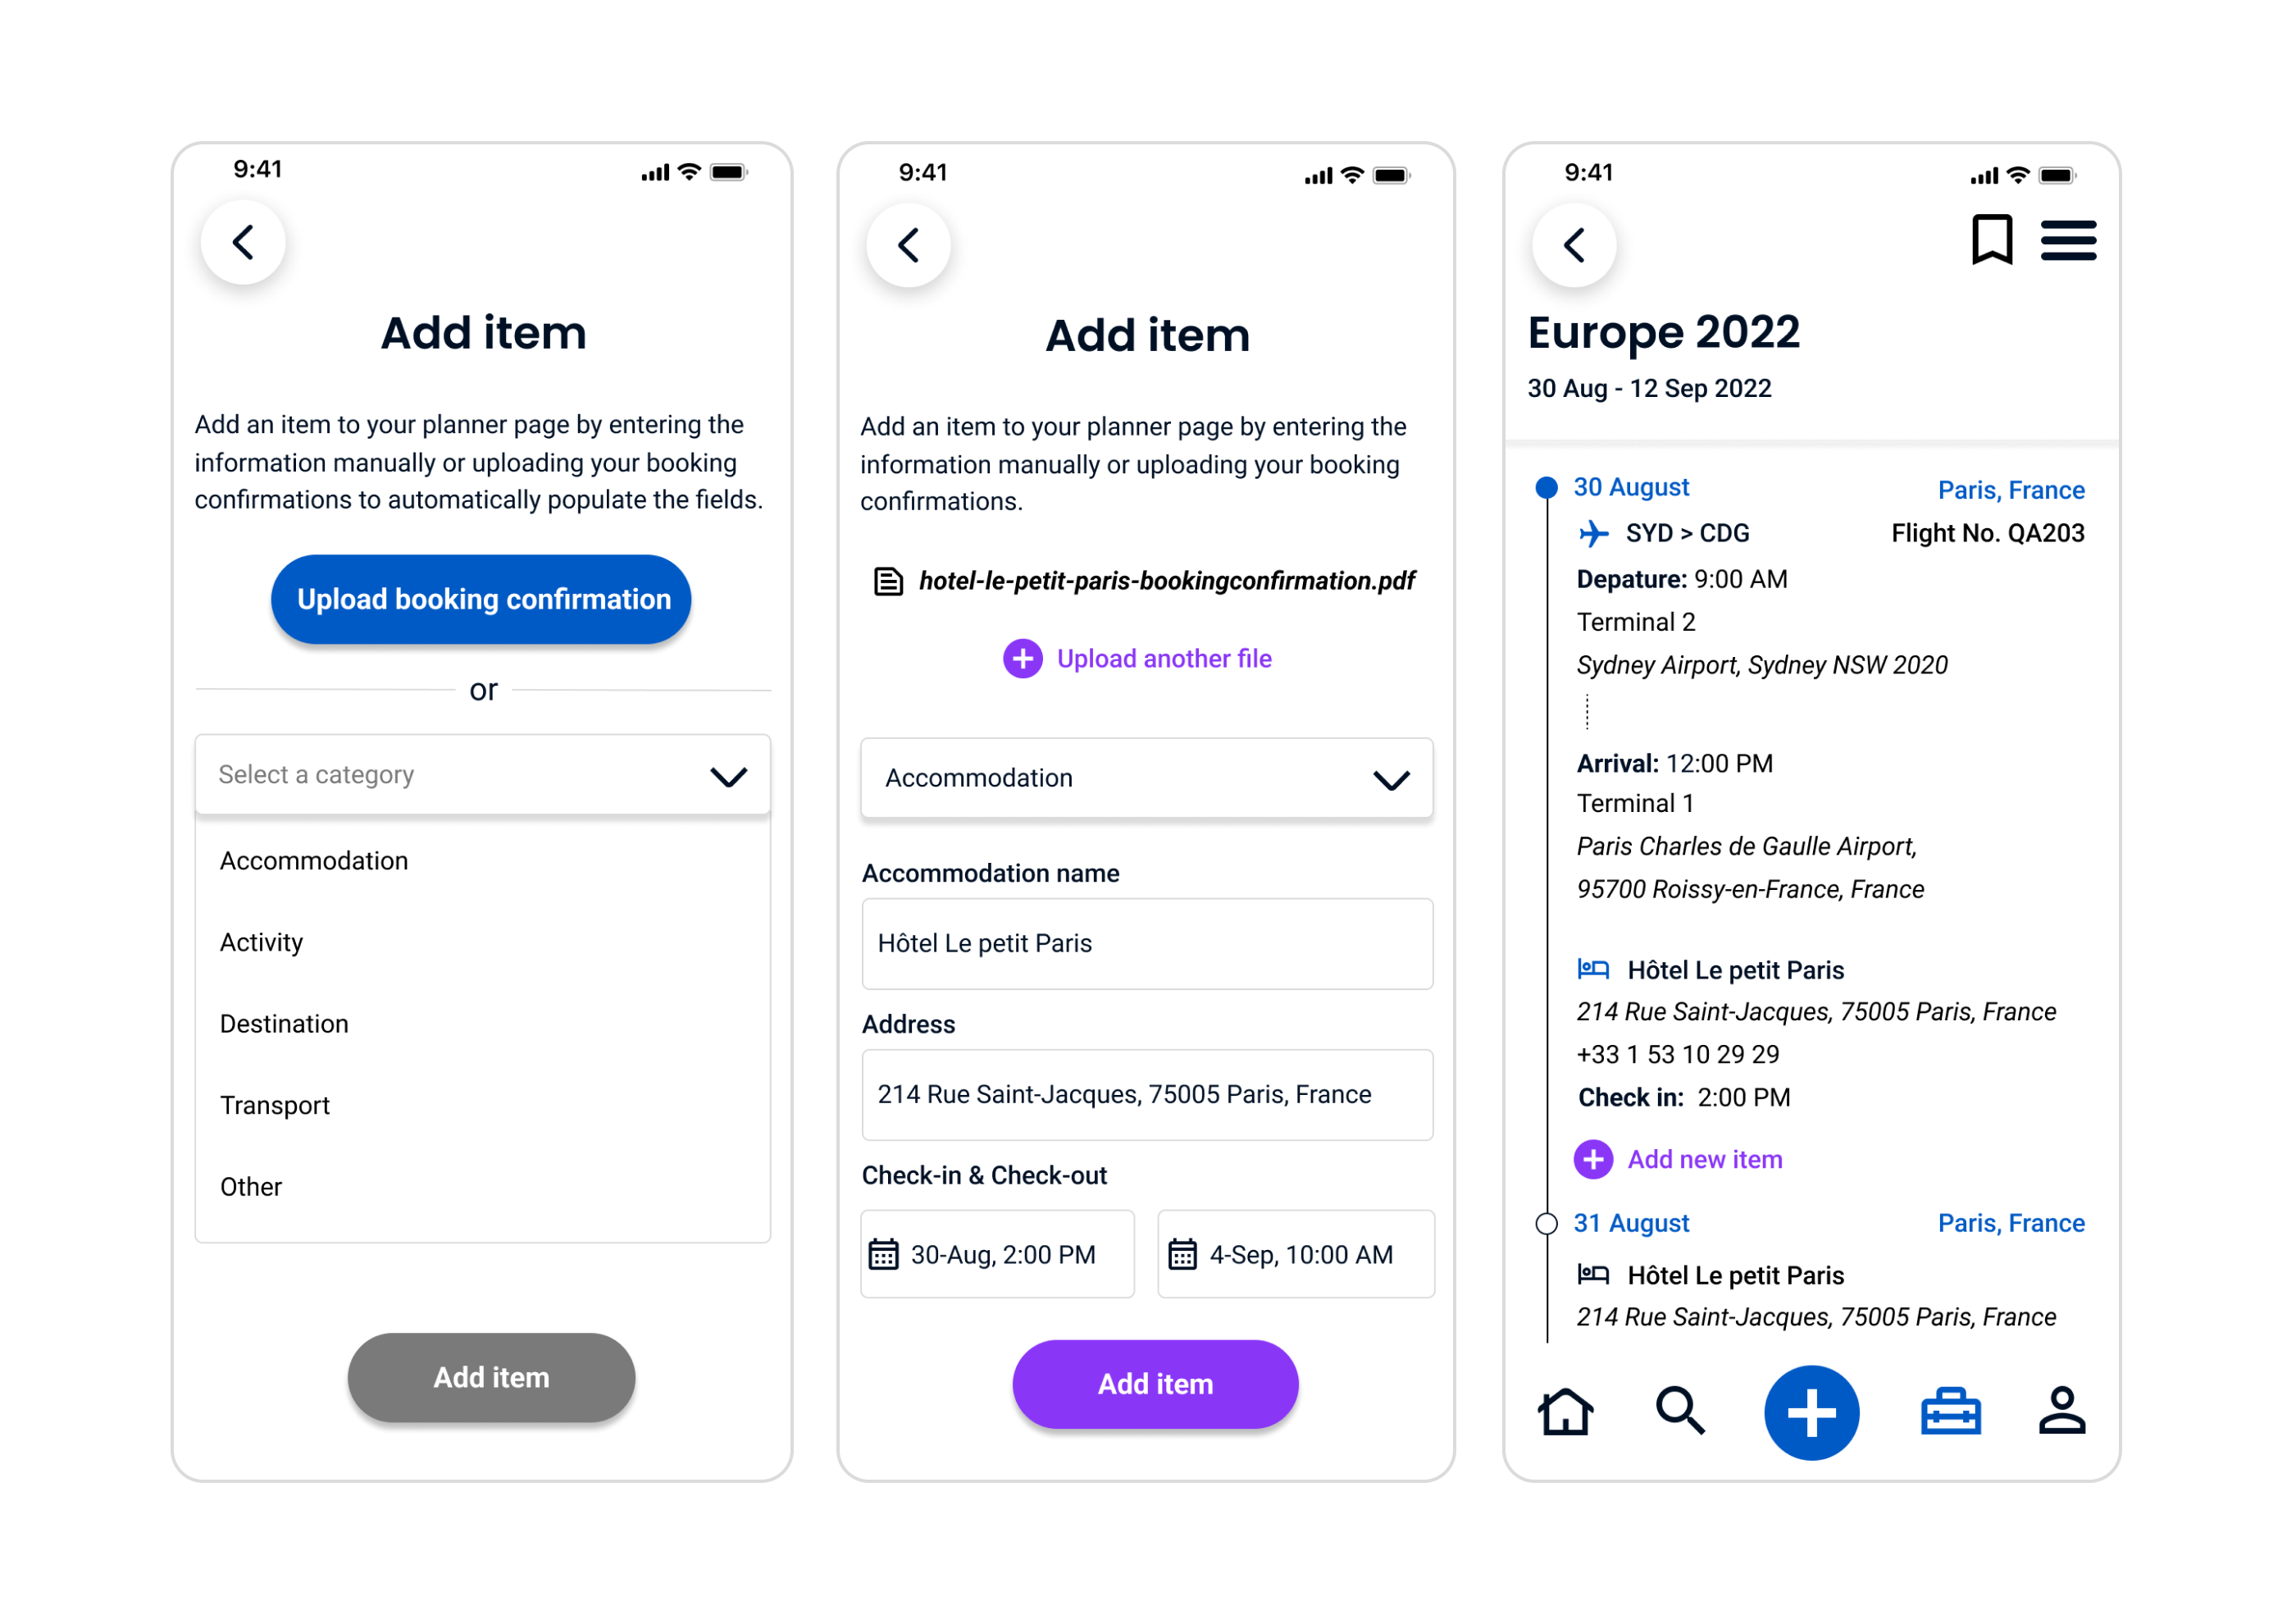 9:41
Add item
Add an item to your planner page by entering the
information manually or uploading your booking
confirmations to automatically populate the fields.
Upload booking confirmation
or
Select a category
Accommodation
Activity
Destination
Transport
Other
Add item
9:41
Add item
Add an item to your planner page by entering the
information manually or uploading your booking
confirmations.
hotel-le-petit-paris-bookingconfirmation.pdf
Upload another file
Accommodation
Accommodation name
Hôtel Le petit Paris
Address
214 Rue Saint-Jacques, 75005 Paris, France
Check-in & Check-out
30-Aug, 2:00 PM
4-Sep, 10:00 AM
Add item
9:41
Europe 2022
30 Aug - 12 Sep 2022
30 August
Paris, France
SYD > CDG
Flight No. QA203
Depature: 9:00 AM
Terminal 2
Sydney Airport, Sydney NSW 2020
Arrival: 12:00 PM
Terminal 1
Paris Charles de Gaulle Airport,
95700 Roissy-en-France, France
Hôtel Le petit Paris
214 Rue Saint-Jacques, 75005 Paris, France
+33 1 53 10 29 29
Check in: 2:00 PM
Add new item
31 August
Paris, France
Hôtel Le petit Paris
214 Rue Saint-Jacques, 75005 Paris, France